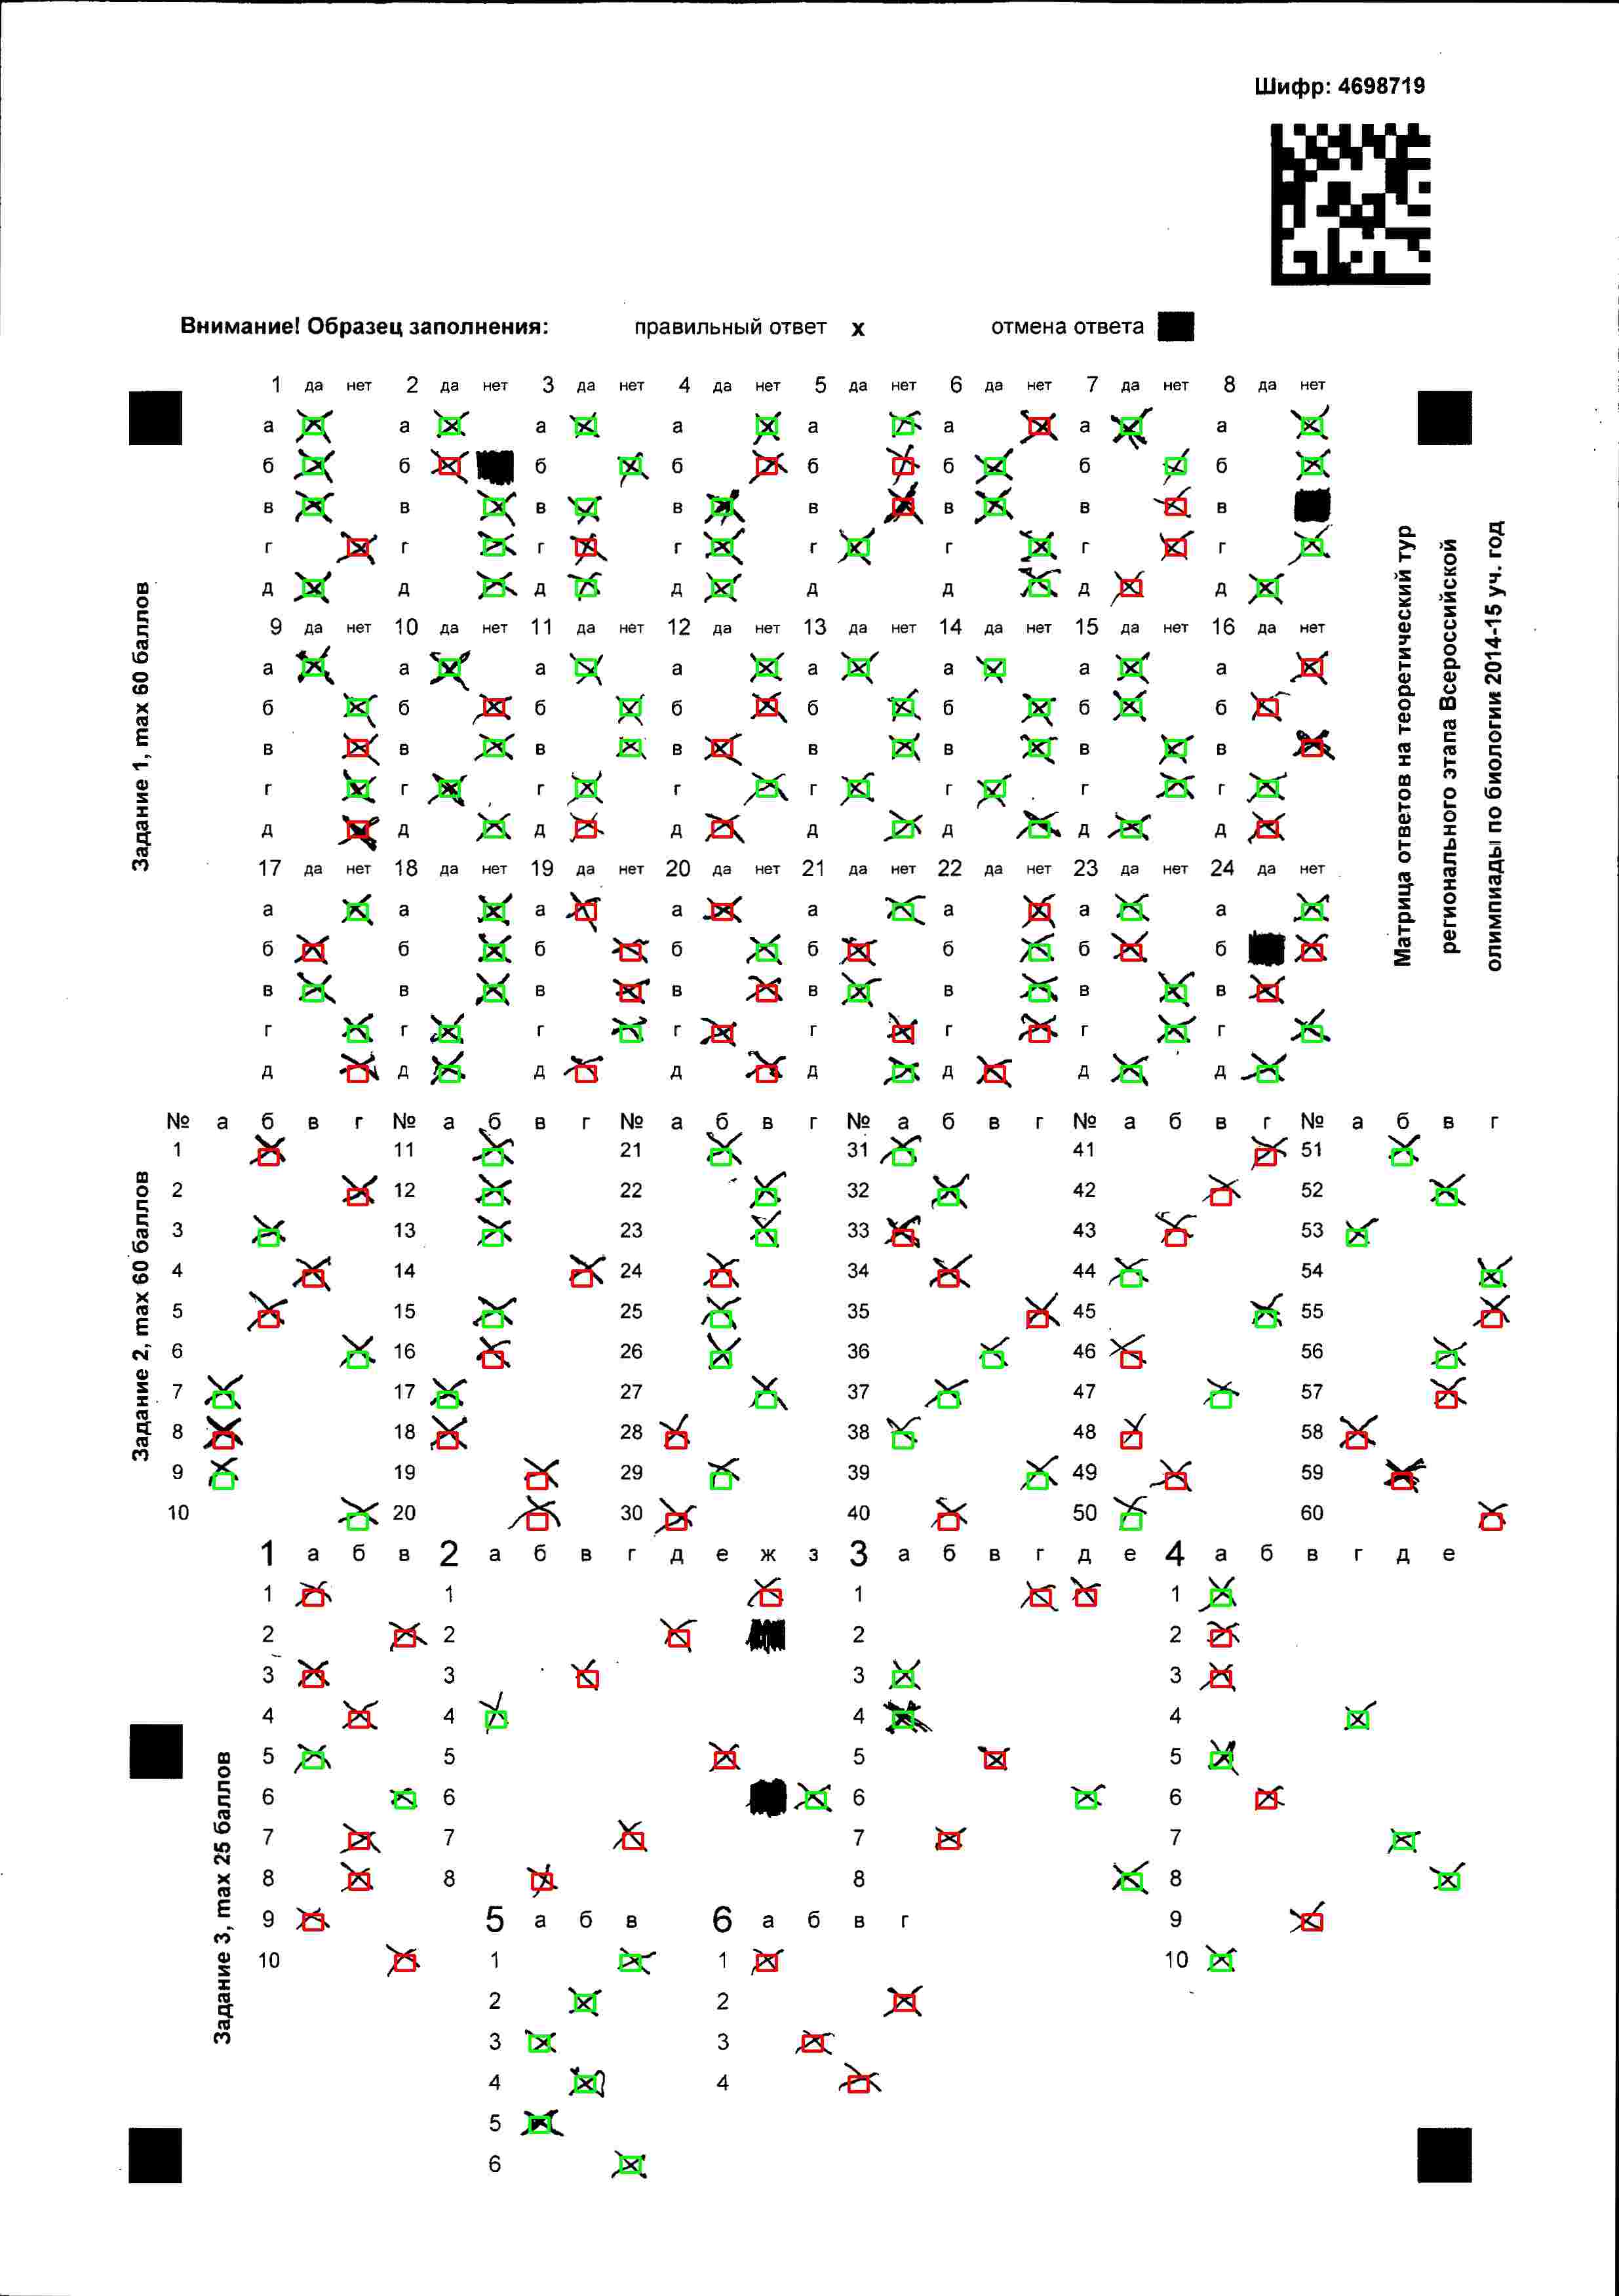 Шифр: 4698719
Внимание! Образец заполнения: правильный ответ x отмена ответа
1 да нет 2 да нет 3 да нет 4 да нет 5 да нет 6 да нет 7 да нет 8 да нет
а а а а а а а а
б б б б б б б б
в в в в в в в в
г г г г г г г г
д д д д д д д д
9 да нет 10 да нет 11 да нет 12 да нет 13 да нет 14 да нет 15 да нет 16 да нет
а а а а а а а а
б б б б б б б б
в в в в в в в в
г г г г г г г г
д д д д д д д д
17 да нет 18 да нет 19 да нет 20 да нет 21 да нет 22 да нет 23 да нет 24 да нет
а а а а а а а а
б б б б б б б б
в в в в в в в в
г г г г г г г г
д д д д д д д д
Задание 1, max 60 баллов
Матрица ответов на теоретический тур
регионального этапа Всероссийской
олимпиады по биологии 2014-15 уч. год
№ а б в г № а б в г № а б в г № а б в г № а б в г № а б в г
1 11 21 31 41 51
2 12 22 32 42 52
3 13 23 33 43 53
4 14 24 34 44 54
5 15 25 35 45 55
6 16 26 36 46 56
7 17 27 37 47 57
8 18 28 38 48 58
9 19 29 39 49 59
10 20 30 40 50 60
Задание 2, max 60 баллов
1 а б в 2 а б в г д е ж з 3 а б в г д е 4 а б в г д е
1 1 1 1
2 2 2 2
3 3 3 3
4 4 4 4
5 5 5 5
6 6 6 6
7 7 7 7
8 8 8 8
9 5 а б в 6 а б в г 9
10 1 1 10
2 2
3 3
4 4
5
6
Задание 3, max 25 баллов